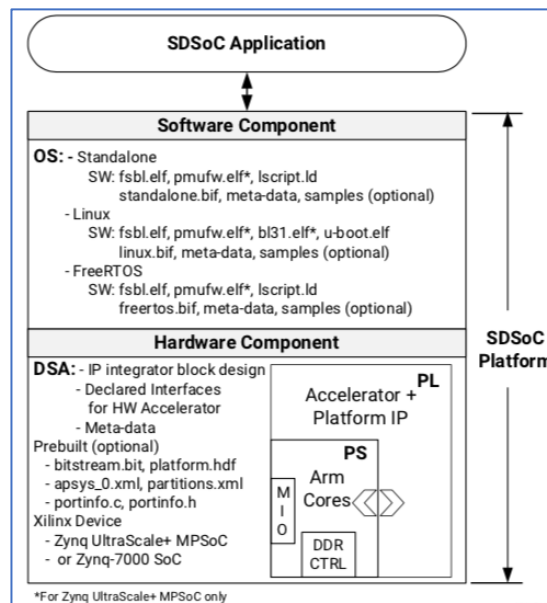 SDSoC Application
Software Component
OS: - Standalone
SW: fsbl.elf, pmufw.elf*, lscript.ld
standalone.bif, meta-data, samples (optional)
- Linux
SW: fsbl.elf, pmufw.elf*, bl31.elf*, u-boot.elf
linux.bif, meta-data, samples (optional)
- FreeRTOS
SW: fsbl.elf, pmufw.elf*, lscript.ld
freertos.bif, meta-data, samples (optional)
SDSoC
Platform
Hardware Component
DSA: - IP integrator block design
- Declared Interfaces
for HW Accelerator
- Meta-data
Prebuilt (optional)
- bitstream.bit, platform.hdf
- apsys_0.xml, partitions.xml
- portinfo.c, portinfo.h
Xilinx Device
- Zynq UltraScale+ MPSoC
- or Zynq-7000 SoC
PL
Accelerator +
Platform IP
PS
Arm
Cores
MIO
DDR
CTRL
*For Zynq UltraScale+ MPSoC only